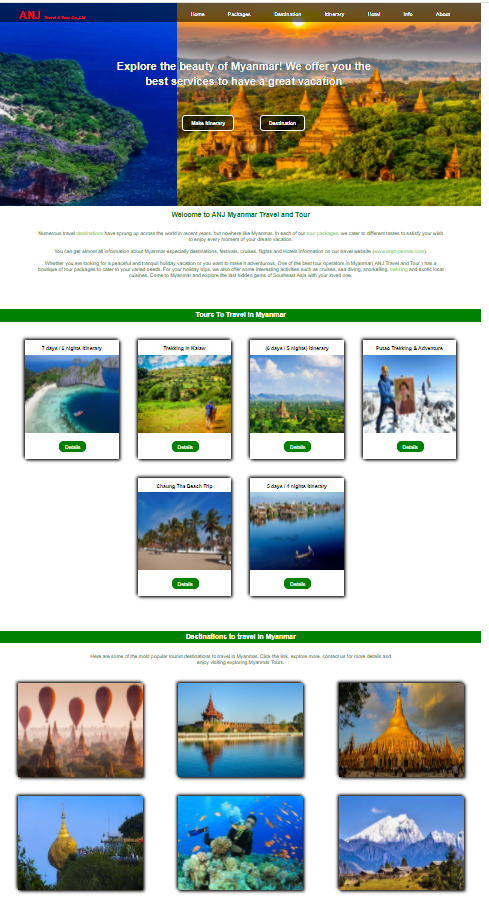 ANJ Travel & Tour Co.,Ltd
Home Packages Destination Itinerary Hotel Info About
Explore the beauty of Myanmar! We offer you the
best services to have a great vacation
Make Itinerary Destination
Welcome to ANJ Myanmar Travel and Tour
Numerous travel destinations have sprung up across the world in recent years, but nowhere like Myanmar. In each of our tour packages, we cater to different tastes to satisfy your wish
to enjoy every moment of your dream vacation.
You can get almost all information about Myanmar especially destinations, festivals, cruises, flights and Hotels information on our travel website (www.anjmyanmar.com).
Whether you are looking for a peaceful and tranquil holiday vacation or you want to make it adventurous. One of the best tour operators in Myanmar( ANJ Travel and Tour ) has a
boutique of tour packages to cater to your varied needs. For your holiday trips, we also offer some interesting activities such as cruises, sea diving, snorkelling, trekking and exotic local
cuisines. Come to Myanmar and explore the last hidden gems of Southeast Asia with your loved one.
Tours To Travel in Myanmar
7 days / 6 nights Itinerary
Trekking in Kalaw
(6 days / 5 nights) Itinerary
Putao Trekking & Adventure
Details
Details
Details
Details
Chaung Tha Beach Trip
5 days / 4 nights Itinerary
Details
Details
Destinations to travel in Myanmar
Here are some of the most popular tourist destinations to travel in Myanmar. Click the link, explore more, contact us for more details and
enjoy visiting exploring Myanmar Tours.